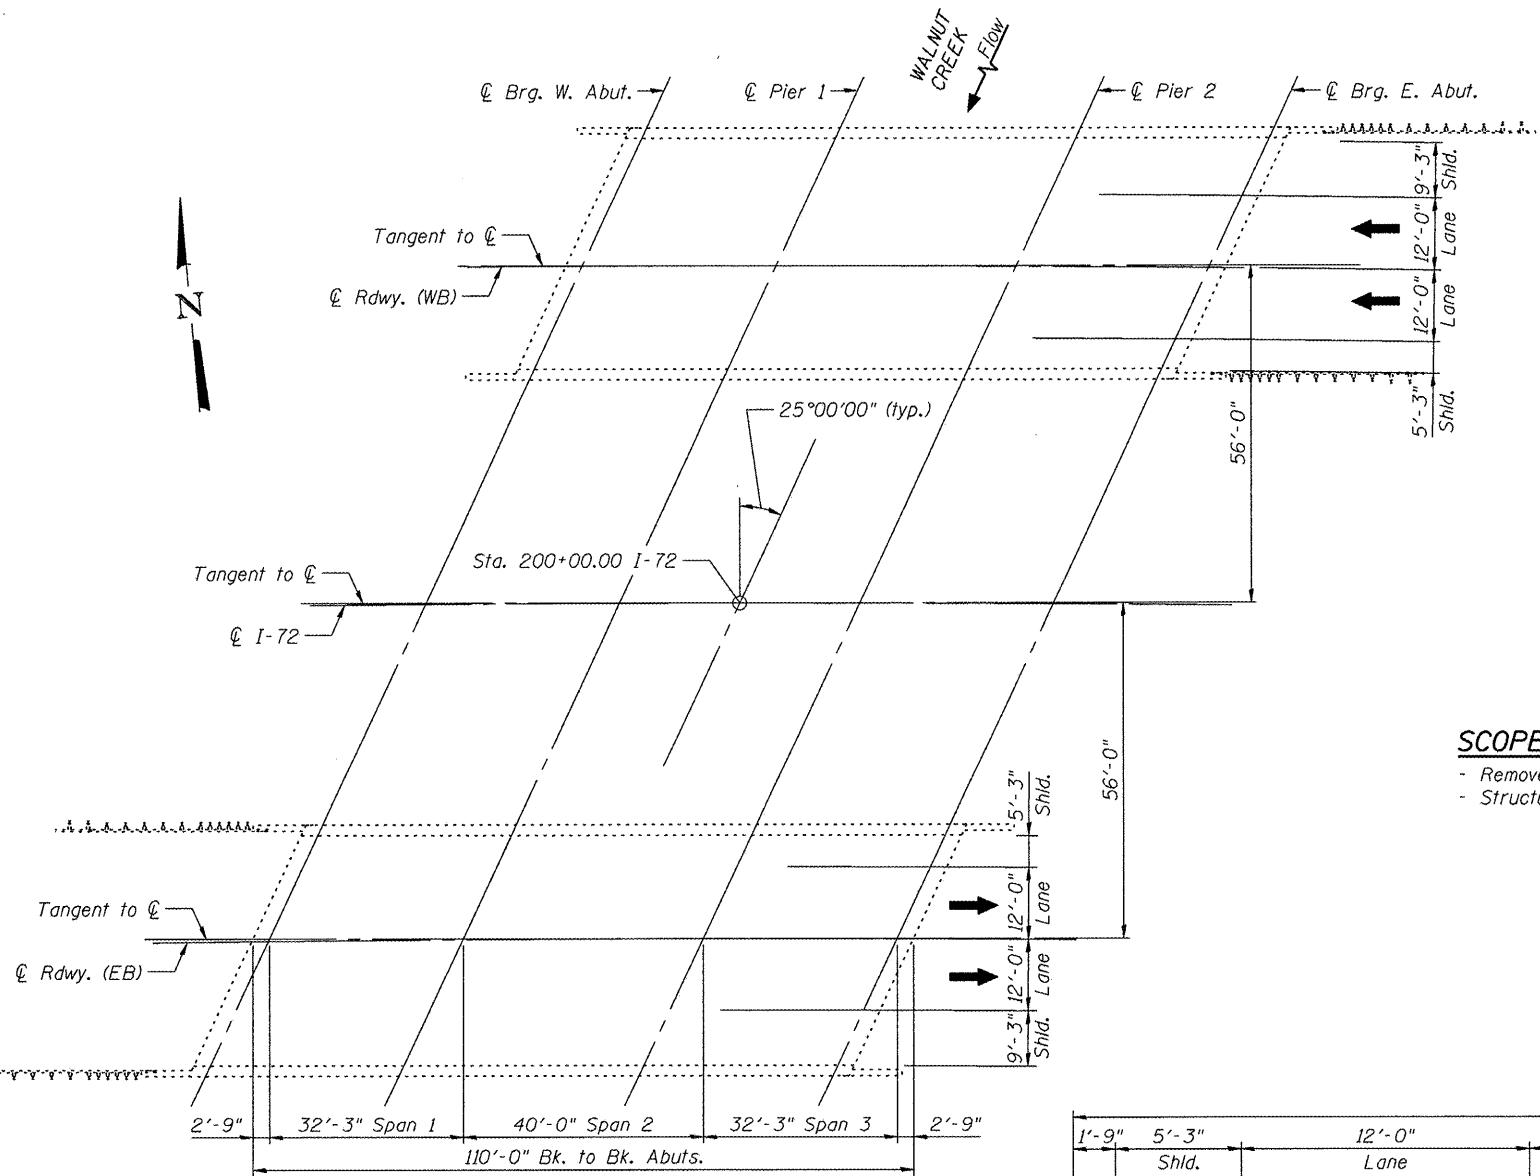 WALNUT
CREEK
Flow
℄ Brg. W. Abut.
℄ Pier 1
℄ Pier 2
℄ Brg. E. Abut.
9'-3"
Shld.
12'-0"
Lane
12'-0"
Lane
5'-3"
Shld.
Tangent to ℄
℄ Rdwy. (WB)
N
25°00'00" (typ.)
56'-0"
Sta. 200+00.00 I-72
Tangent to ℄
℄ I-72
56'-0"
SCOPE
- Remove
- Structu
5'-3"
Shld.
12'-0"
Lane
12'-0"
Lane
9'-3"
Shld.
Tangent to ℄
℄ Rdwy. (EB)
2'-9"
32'-3" Span 1
40'-0" Span 2
32'-3" Span 3
2'-9"
110'-0" Bk. to Bk. Abuts.
1'-9"
5'-3"
Shld.
12'-0"
Lane